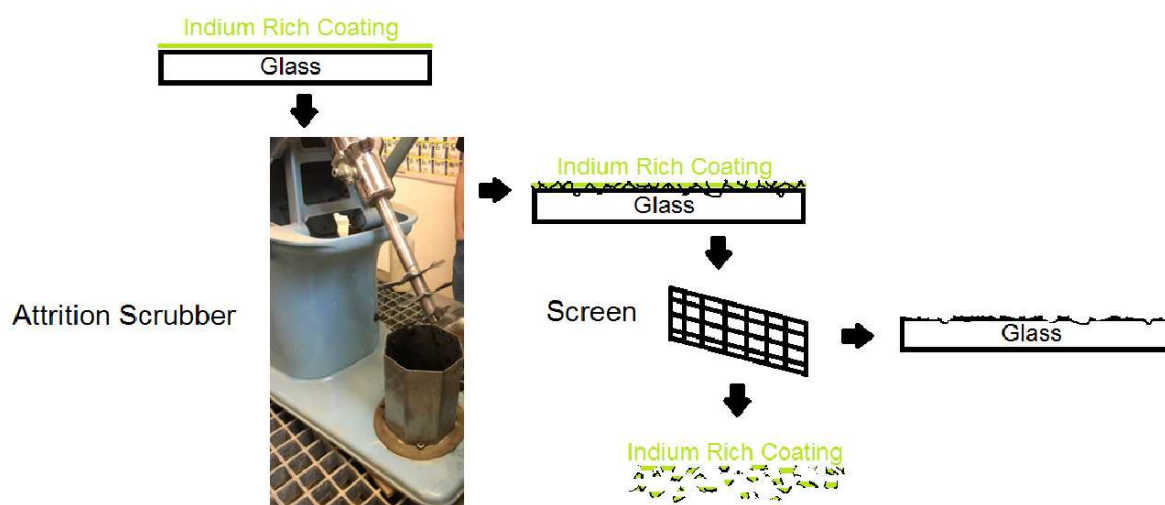 Indium Rich Coating
Glass
Indium Rich Coating
Glass
Attrition Scrubber
Screen
Glass
Indium Rich Coating